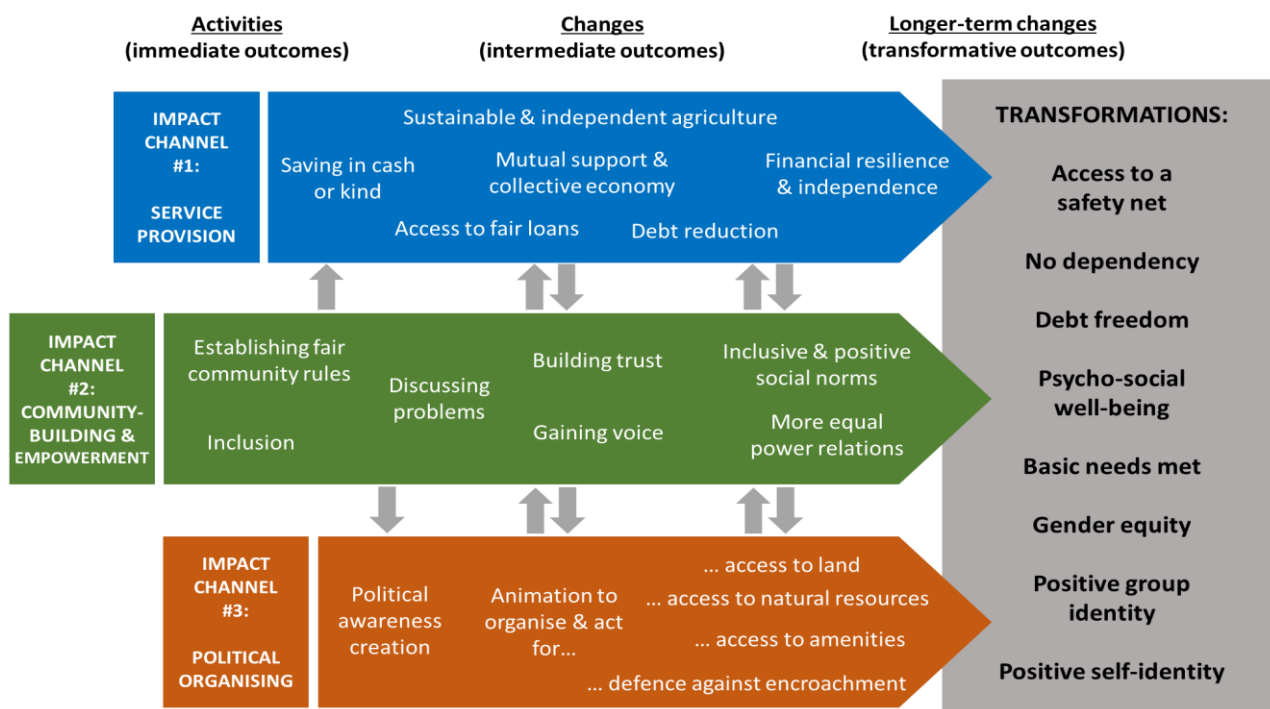 Activities
(immediate outcomes)
Changes
(intermediate outcomes)
Longer-term changes
(transformative outcomes)
IMPACT
CHANNEL
#1:
SERVICE
PROVISION
Sustainable & independent agriculture
Saving in cash
or kind
Mutual support &
collective economy
Financial resilience
& independence
Access to fair loans
Debt reduction
IMPACT
CHANNEL
#2:
COMMUNITY-
BUILDING &
EMPOWERMENT
Establishing fair
community rules
Inclusion
Discussing
problems
Building trust
Gaining voice
Inclusive & positive
social norms
More equal
power relations
IMPACT
CHANNEL
#3:
POLITICAL
ORGANISING
Political
awareness
creation
Animation to
organise & act
for...
... access to land
... access to natural resources
... access to amenities
... defence against encroachment
TRANSFORMATIONS:
Access to a
safety net
No dependency
Debt freedom
Psycho-social
well-being
Basic needs met
Gender equity
Positive group
identity
Positive self-identity